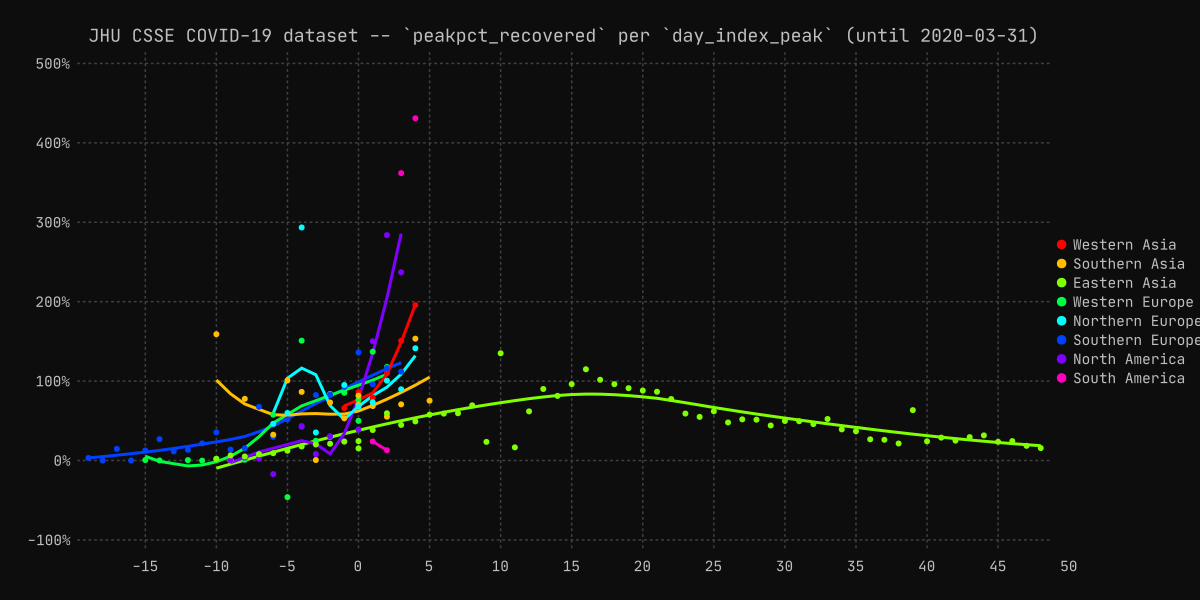 JHU CSSE COVID-19 dataset -- `peakpct_recovered` per `day_index_peak` (until 2020-03-31)
500%
400%
300%
200%
100%
0%
-100%
-15 -10 -5 0 5 10 15 20 25 30 35 40 45 50
Western Asia
Southern Asia
Eastern Asia
Western Europe
Northern Europe
Southern Europe
North America
South America